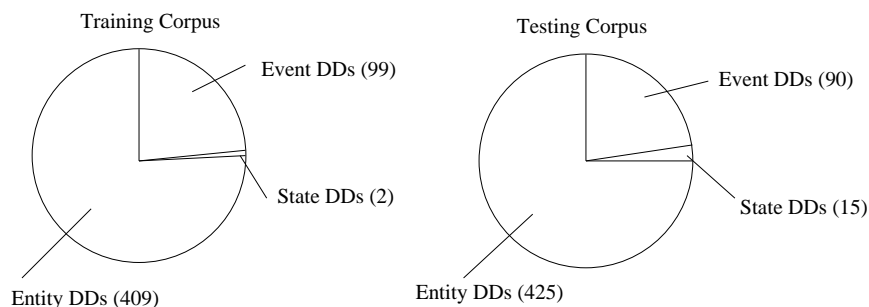 Training Corpus
Event DDs (99)
State DDs (2)
Entity DDs (409)
Testing Corpus
Event DDs (90)
State DDs (15)
Entity DDs (425)